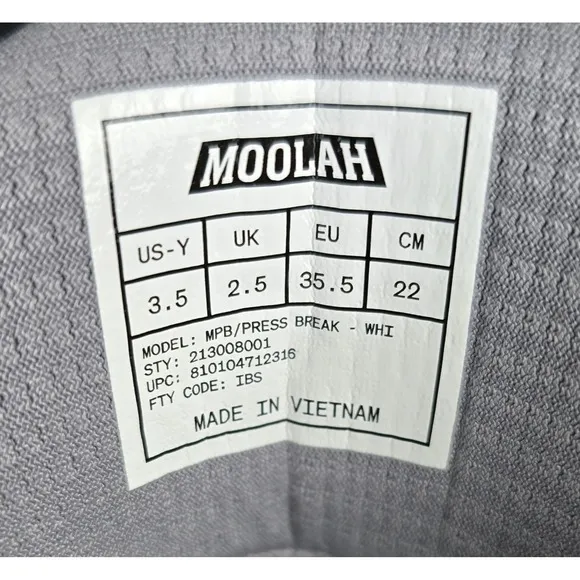 MOOLAH
US-Y UK EU CM
3.5 2.5 35.5 22
MODEL: MPB/PRESS BREAK - WHI
STY: 213008001
UPC: 810104712316
FTY CODE: IBS
MADE IN VIETNAM